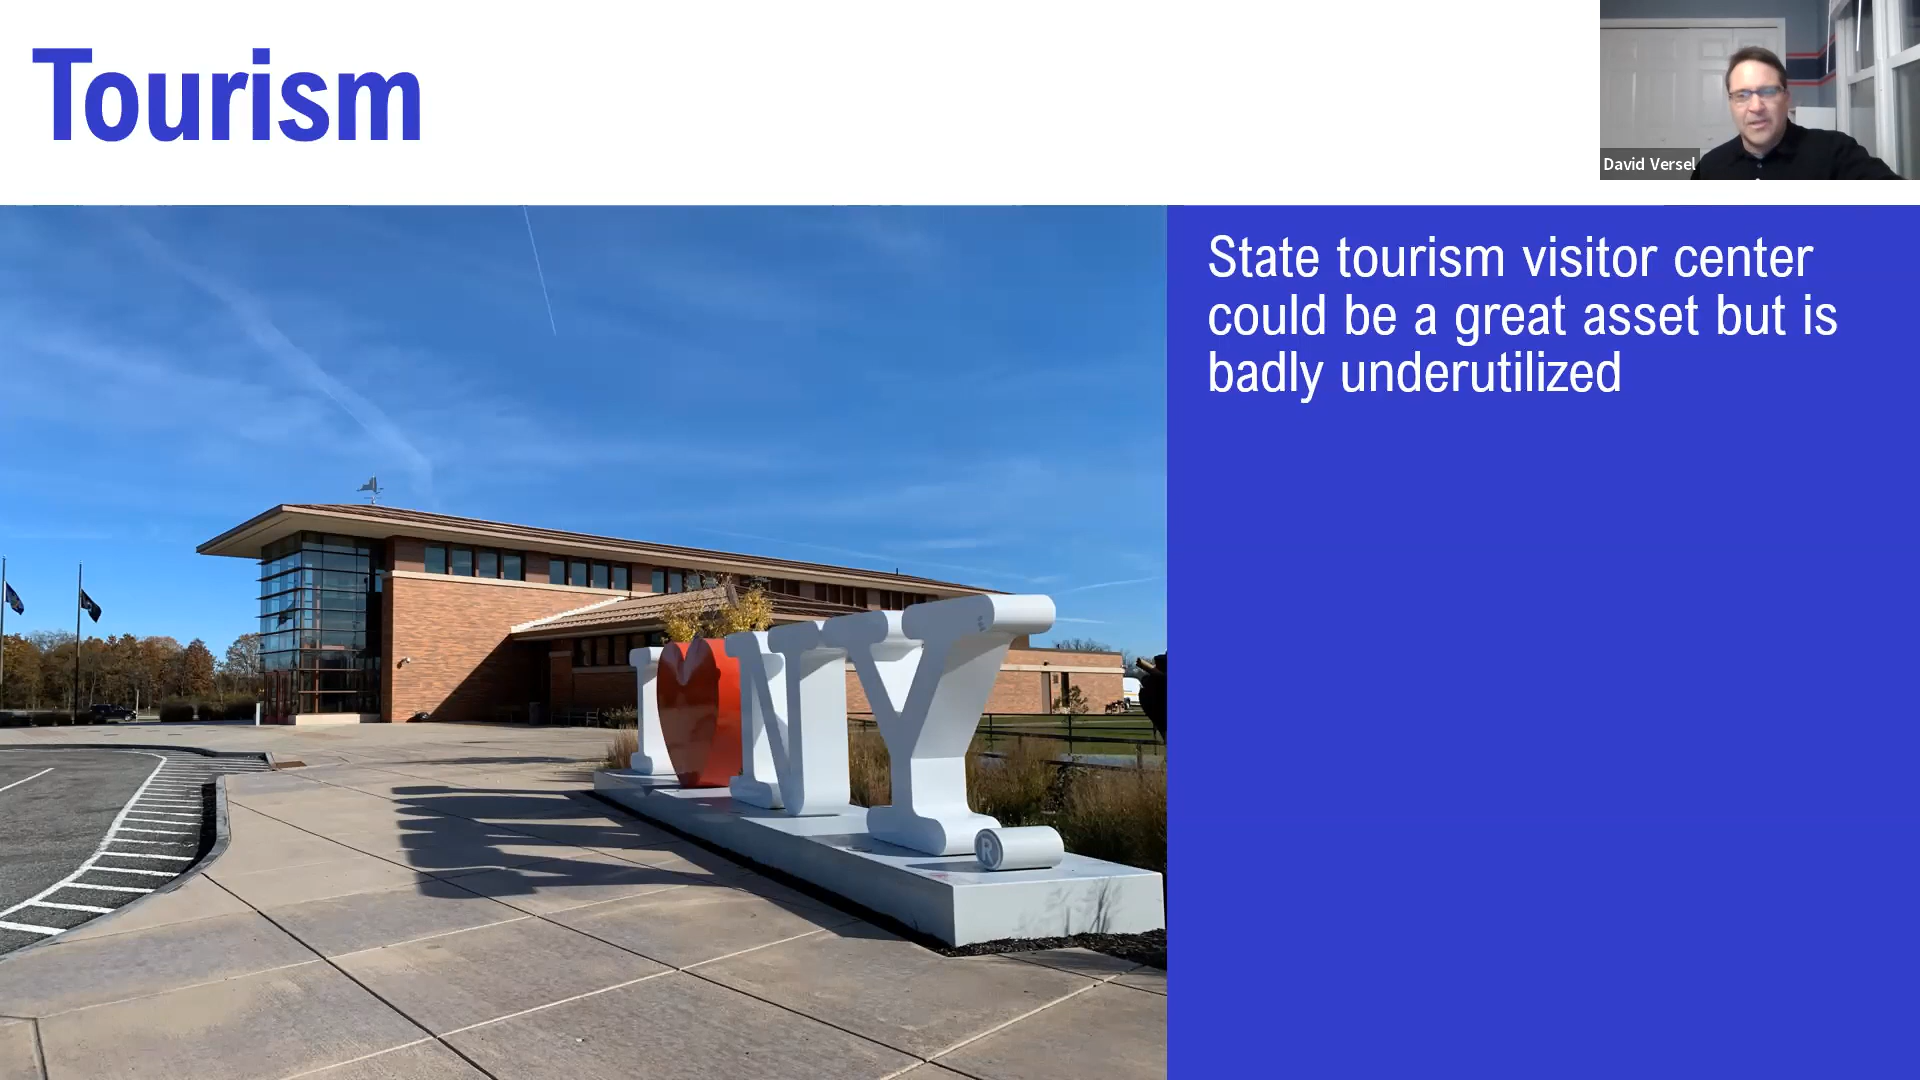 Tourism
David Versel
State tourism visitor center
could be a great asset but is
badly underutilized
I NY
®